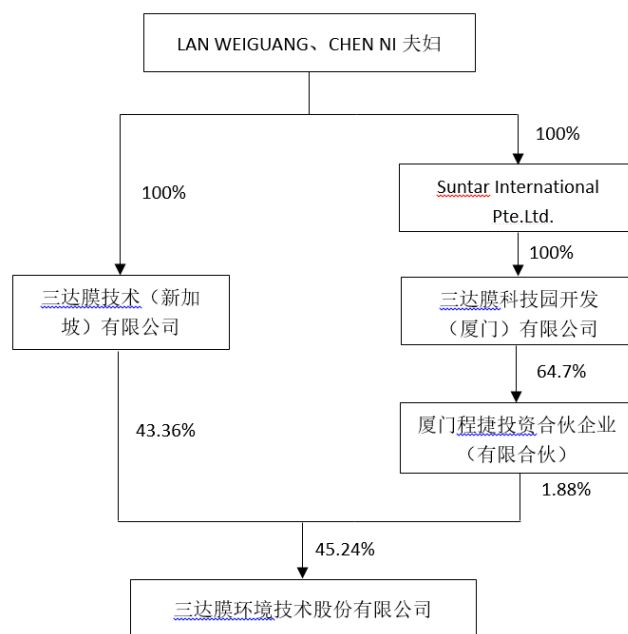 LAN WEIGUANG、CHEN NI 夫妇
100%
100%
Suntar International
Pte.Ltd.
100%
三达膜技术（新加
坡）有限公司
三达膜科技园开发
（厦门）有限公司
64.7%
43.36%
厦门程捷投资合伙企业
（有限合伙）
1.88%
45.24%
三达膜环境技术股份有限公司